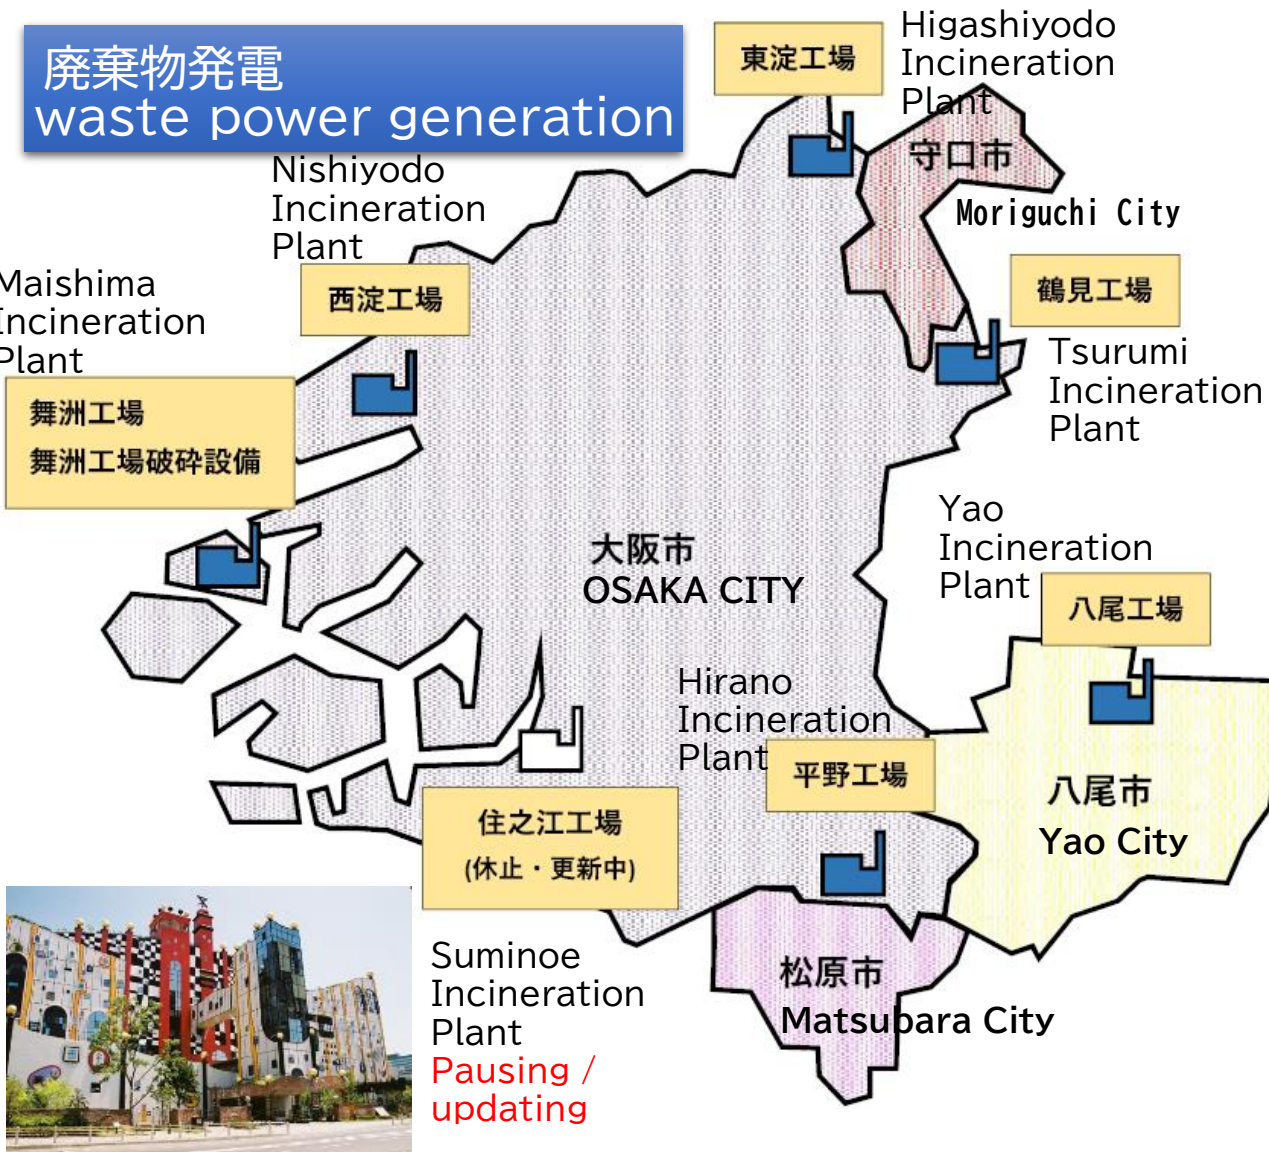 廃棄物発電
waste power generation
東淀工場
Higashiyodo
Incineration
Plant
守口市
Moriguchi City
Nishiyodo
Incineration
Plant
西淀工場
Maishima
Incineration
Plant
舞洲工場
舞洲工場破砕設備
鶴見工場
Tsurumi
Incineration
Plant
大阪市
OSAKA CITY
Yao
Incineration
Plant
八尾工場
Hirano
Incineration
Plant
平野工場
八尾市
Yao City
住之江工場
(休止・更新中)
Suminoe
Incineration
Plant
Pausing /
updating
松原市
Matsubara City